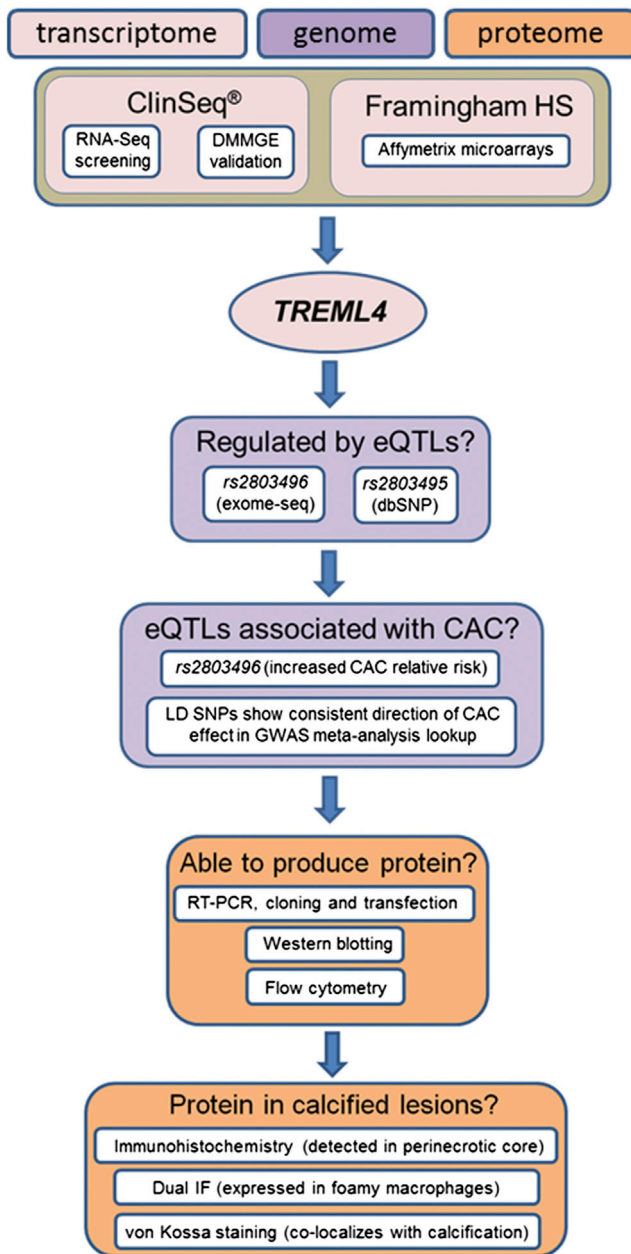 transcriptome genome proteome
ClinSeq® Framingham HS
RNA-Seq screening
DMMGE validation
Affymetrix microarrays
TREML4
Regulated by eQTLs?
rs2803496
(exome-seq)
rs2803495
(dbSNP)
eQTLs associated with CAC?
rs2803496 (increased CAC relative risk)
LD SNPs show consistent direction of CAC
effect in GWAS meta-analysis lookup
Able to produce protein?
RT-PCR, cloning and transfection
Western blotting
Flow cytometry
Protein in calcified lesions?
Immunohistochemistry (detected in perinecrotic core)
Dual IF (expressed in foamy macrophages)
von Kossa staining (co-localizes with calcification)